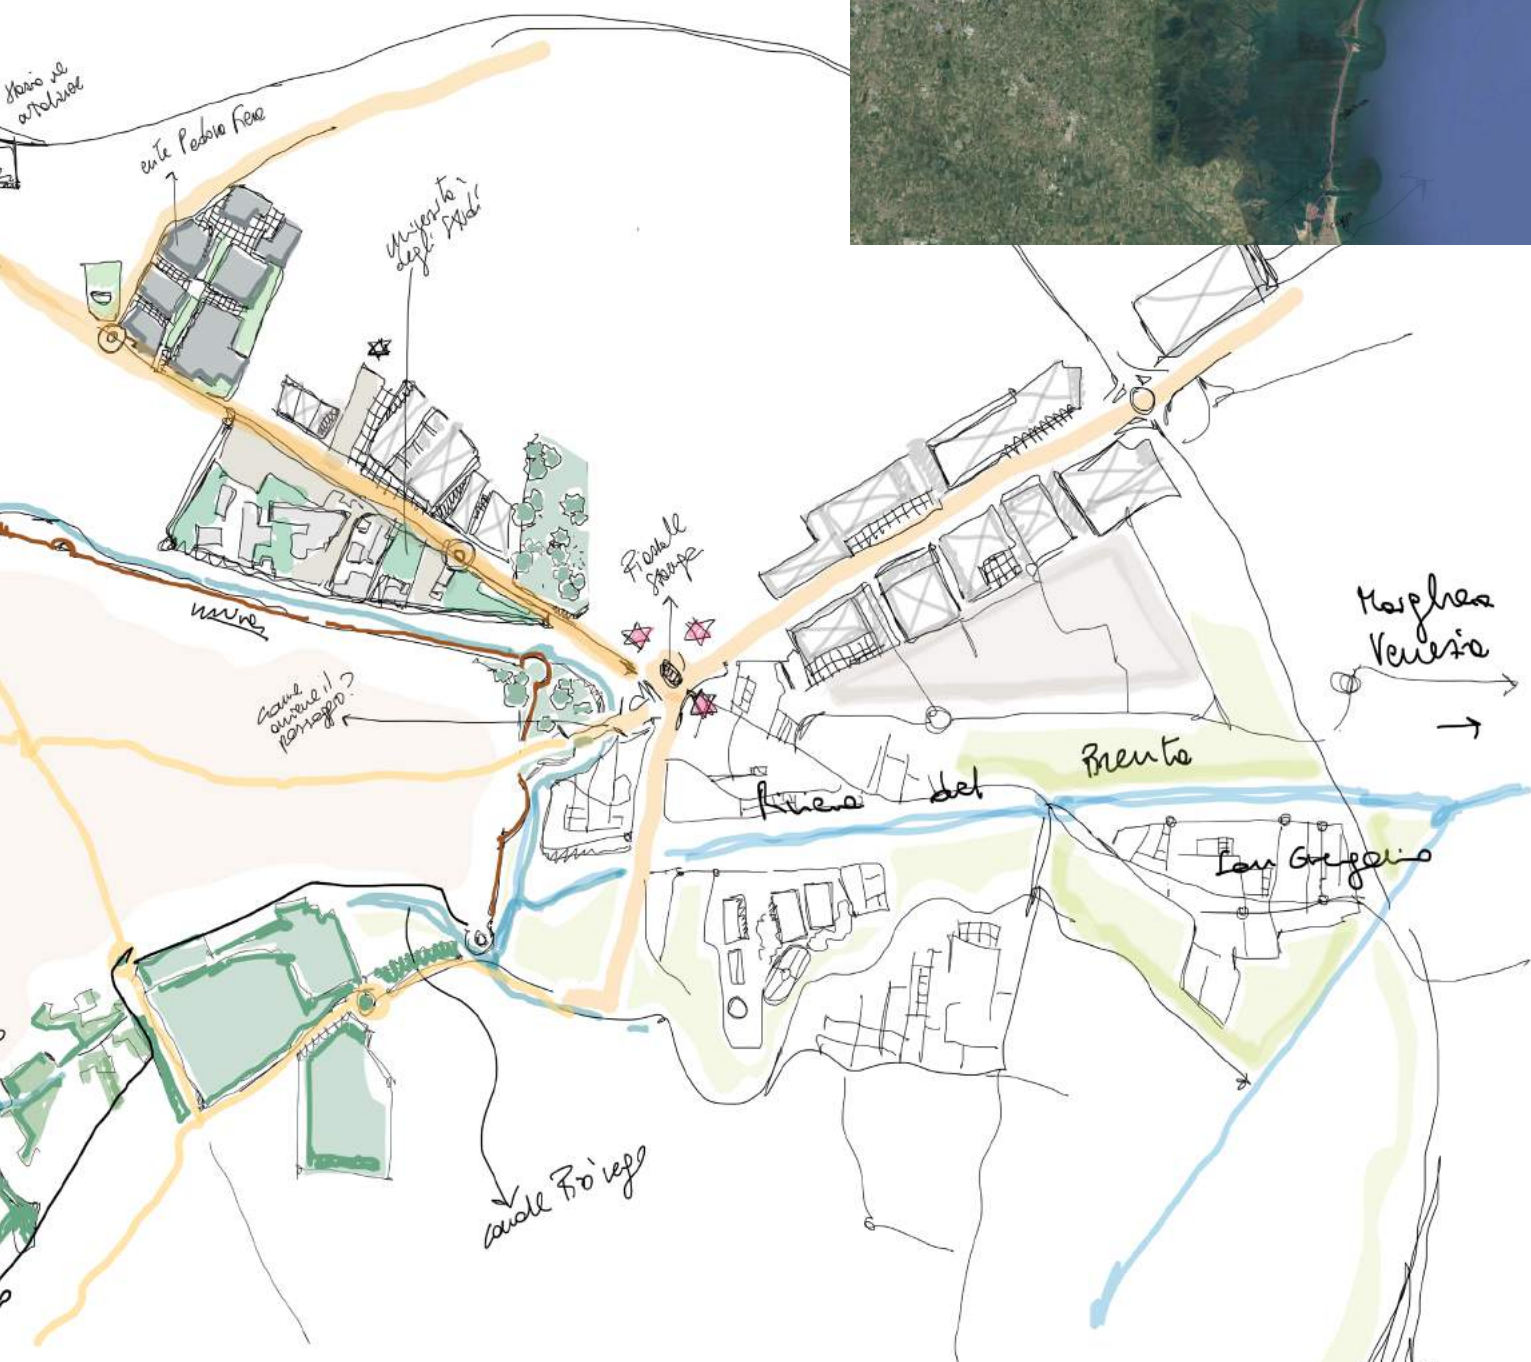 ente Padova Fiere
Università
degli Studi
Piazzale
Stanga
mura
come
avviene il
passaggio?
Marghera
Venezia
Riviera del Brenta
San Gregorio
canale Piovego